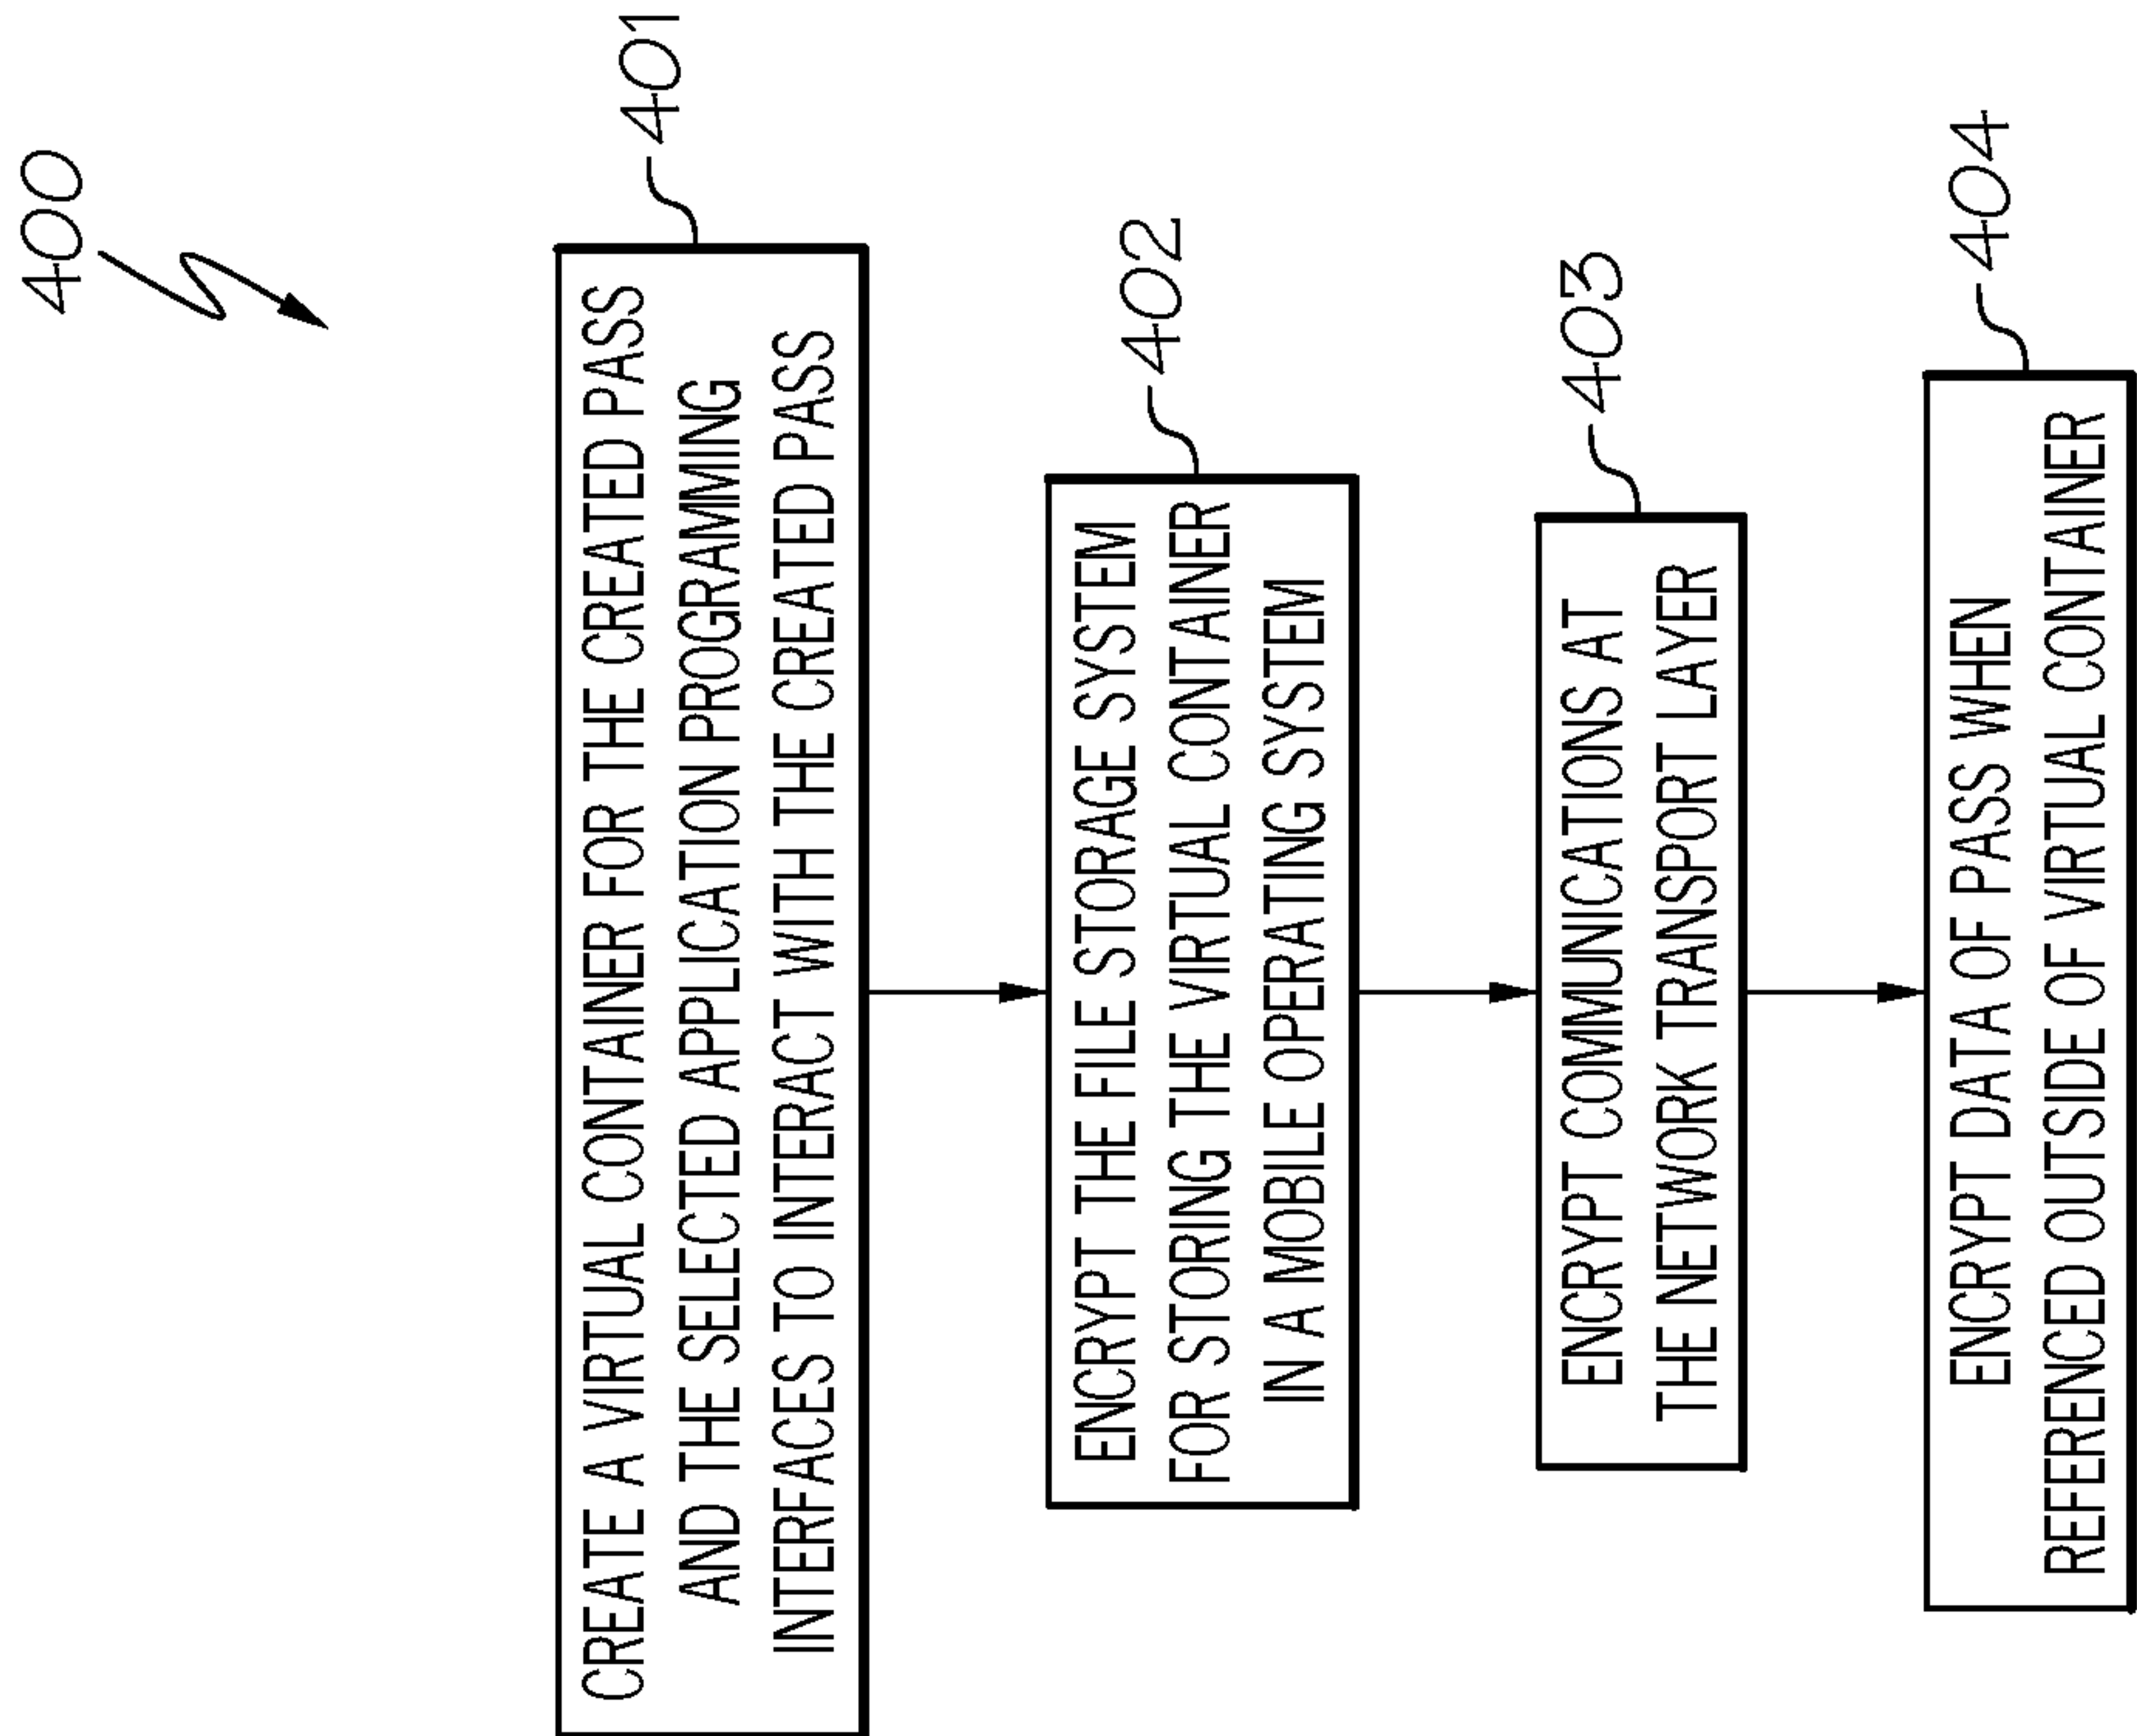 400
401
CREATE A VIRTUAL CONTAINER FOR THE CREATED PASS
AND THE SELECTED APPLICATION PROGRAMMING
INTERFACES TO INTERACT WITH THE CREATED PASS
402
ENCRYPT THE FILE STORAGE SYSTEM
FOR STORING THE VIRTUAL CONTAINER
IN A MOBILE OPERATING SYSTEM
403
ENCRYPT COMMUNICATIONS AT
THE NETWORK TRANSPORT LAYER
404
ENCRYPT DATA OF PASS WHEN
REFERENCED OUTSIDE OF VIRTUAL CONTAINER